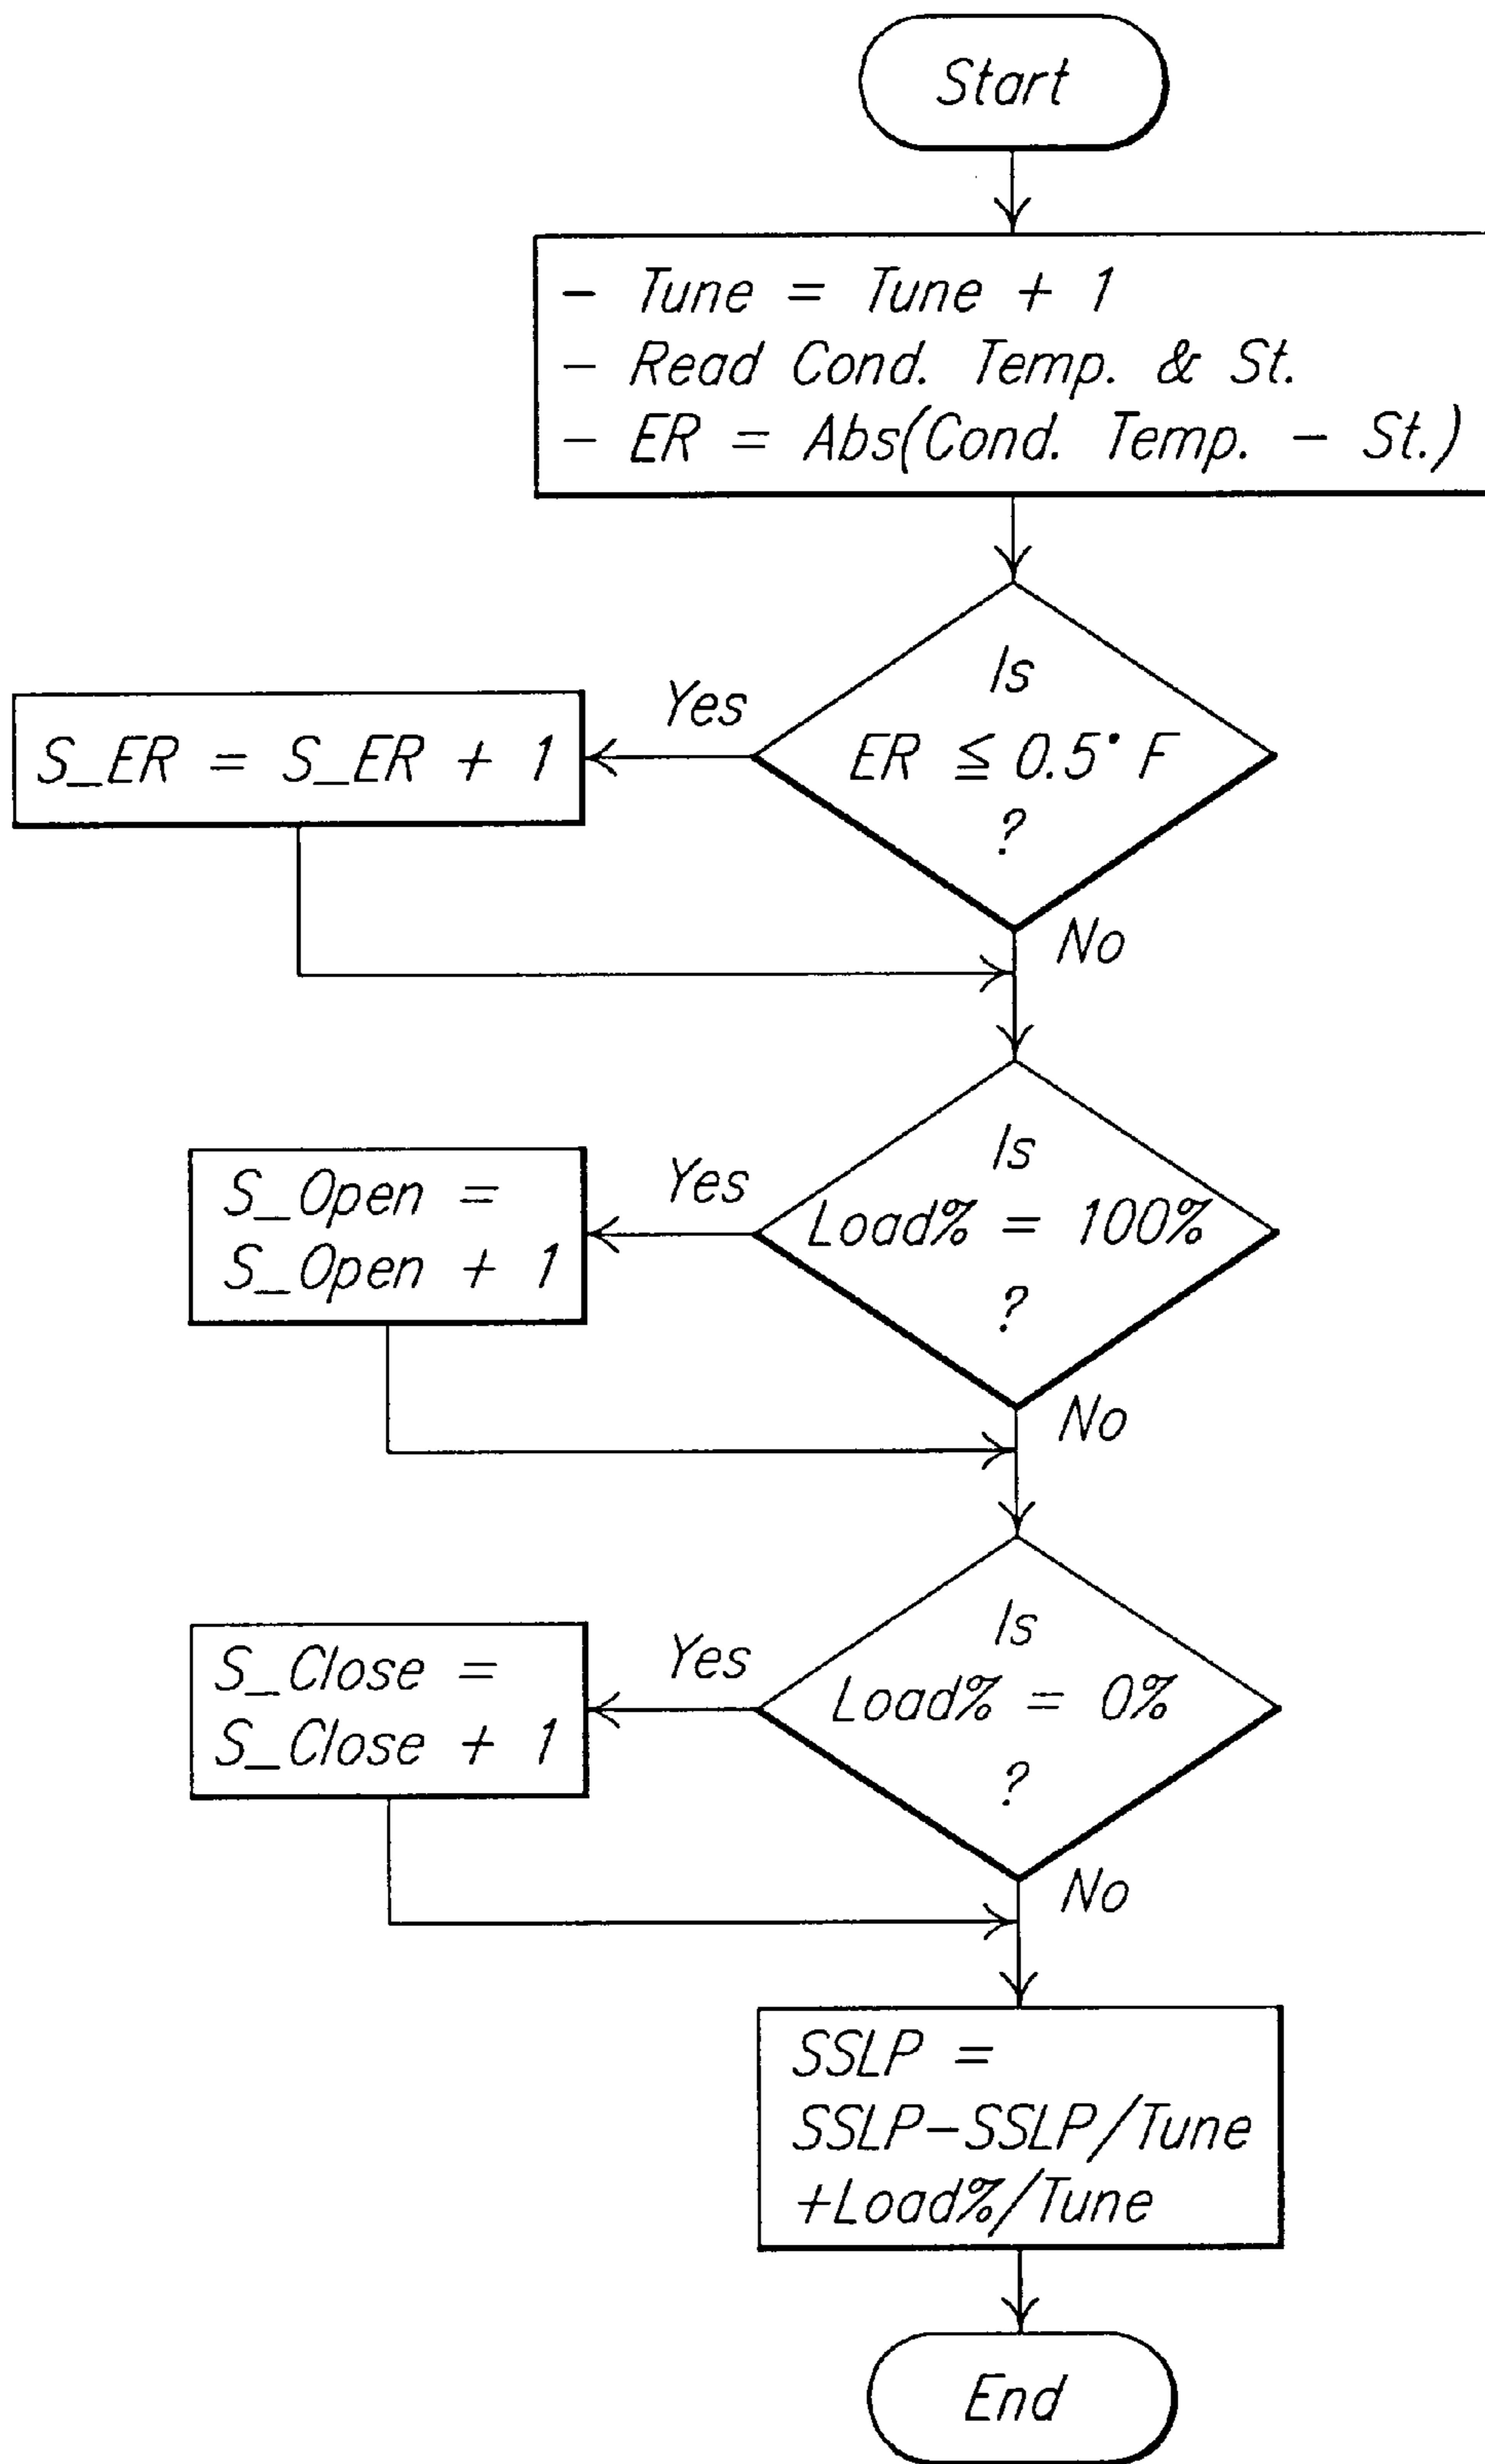 Start
- Tune = Tune + 1
- Read Cond. Temp. & St.
- ER = Abs(Cond. Temp. - St.)
Is
ER ≦ 0.5° F
?
Yes
S_ER = S_ER + 1
No
Is
Load% = 100%
?
Yes
S_Open =
S_Open + 1
No
Is
Load% = 0%
?
Yes
S_Close =
S_Close + 1
No
SSLP =
SSLP-SSLP/Tune
+Load%/Tune
End